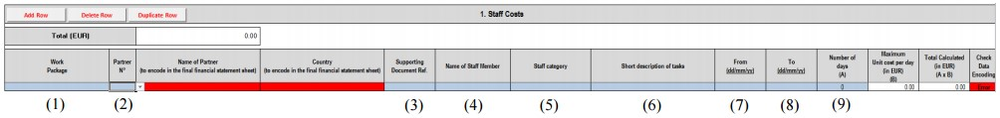 Add Row Delete Row Duplicate Row 1. Staff Costs
Total (EUR) 0.00
Work Package
Partner N°
Name of Partner
(to encode in the final financial statement sheet)
Country
(to encode in the final financial statement sheet)
Supporting Document Ref.
Name of Staff Member
Staff category
Short description of tasks
From
(dd/mm/yy)
To
(dd/mm/yy)
Number of days
(A)
Maximum
Unit cost per day
(in EUR)
(B)
Total Calculated
(in EUR)
(A x B)
Check
Data
Encoding
0 0.00 0.00 Error
(1) (2) (3) (4) (5) (6) (7) (8) (9)